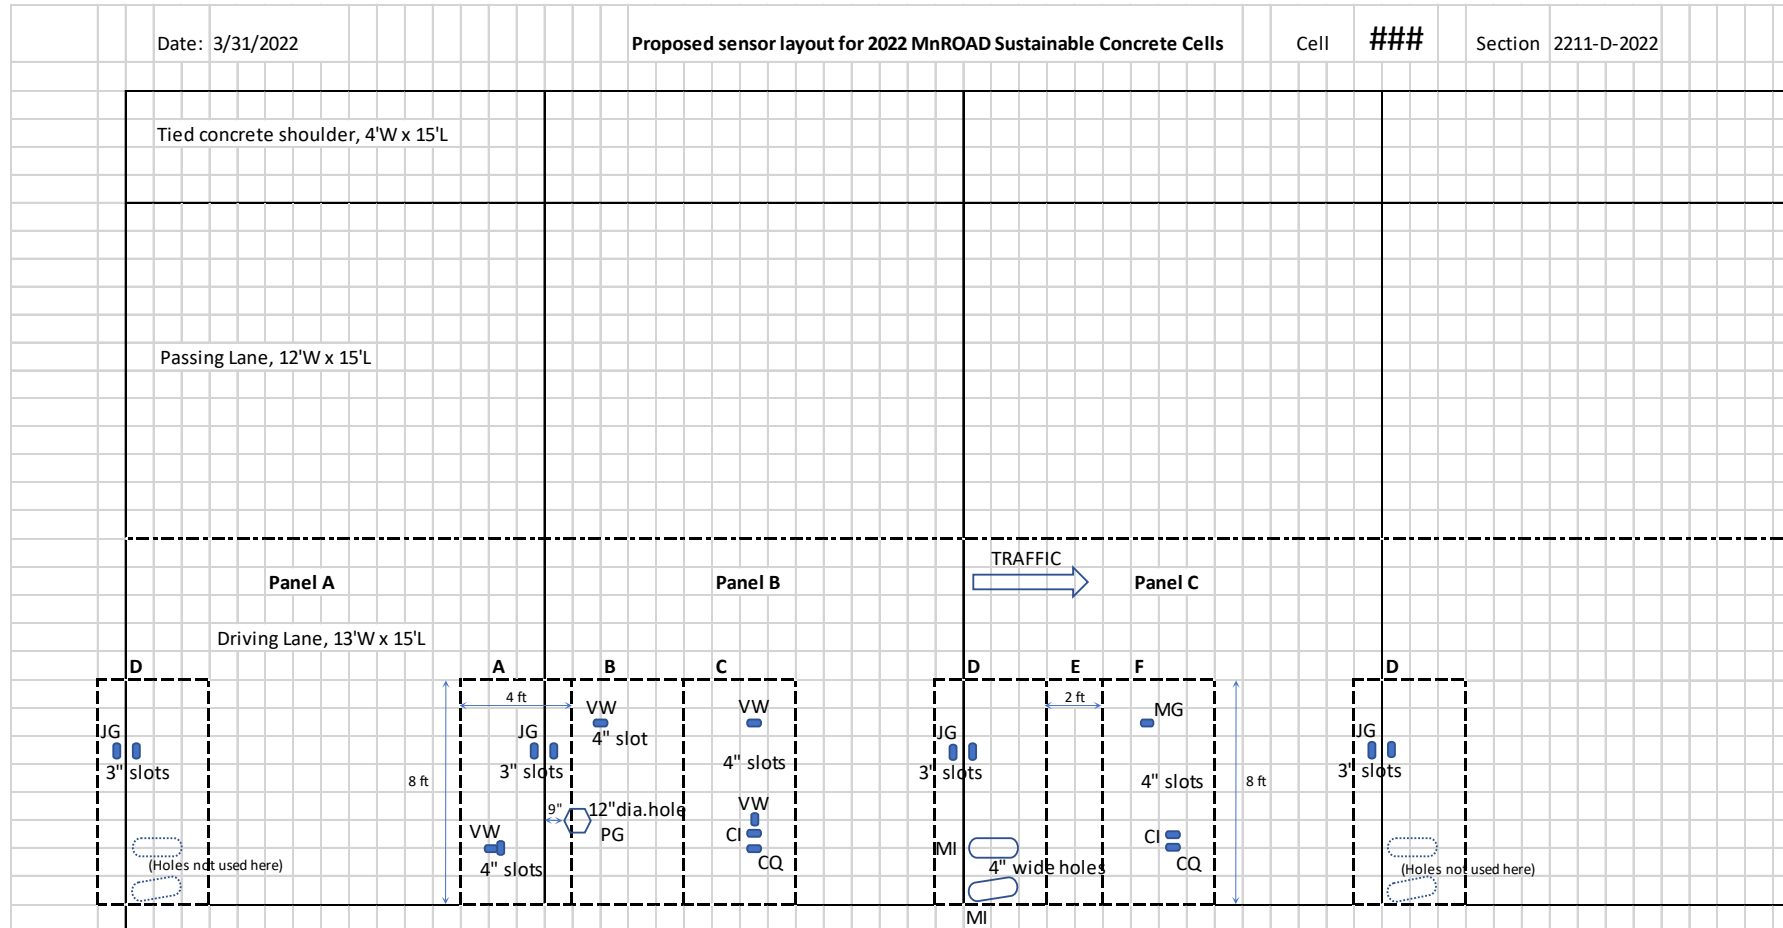 Date: 3/31/2022 Proposed sensor layout for 2022 MnROAD Sustainable Concrete Cells Cell ### Section 2211-D-2022
Tied concrete shoulder, 4'W x 15'L
Passing Lane, 12'W x 15'L
TRAFFIC
Panel A Panel B Panel C
Driving Lane, 13'W x 15'L
D A B C D E F D
4 ft 2 ft
VW VW MG
JG JG 4" slot JG JG
3" slots 3" slots 4" slots 3" slots 3" slots
8 ft 4" slots 8 ft
9" 12"dia.hole VW
VW PG CI MI CI
(Holes not used here) 4" slots CQ 4" wide holes CQ (Holes not used here)
MI